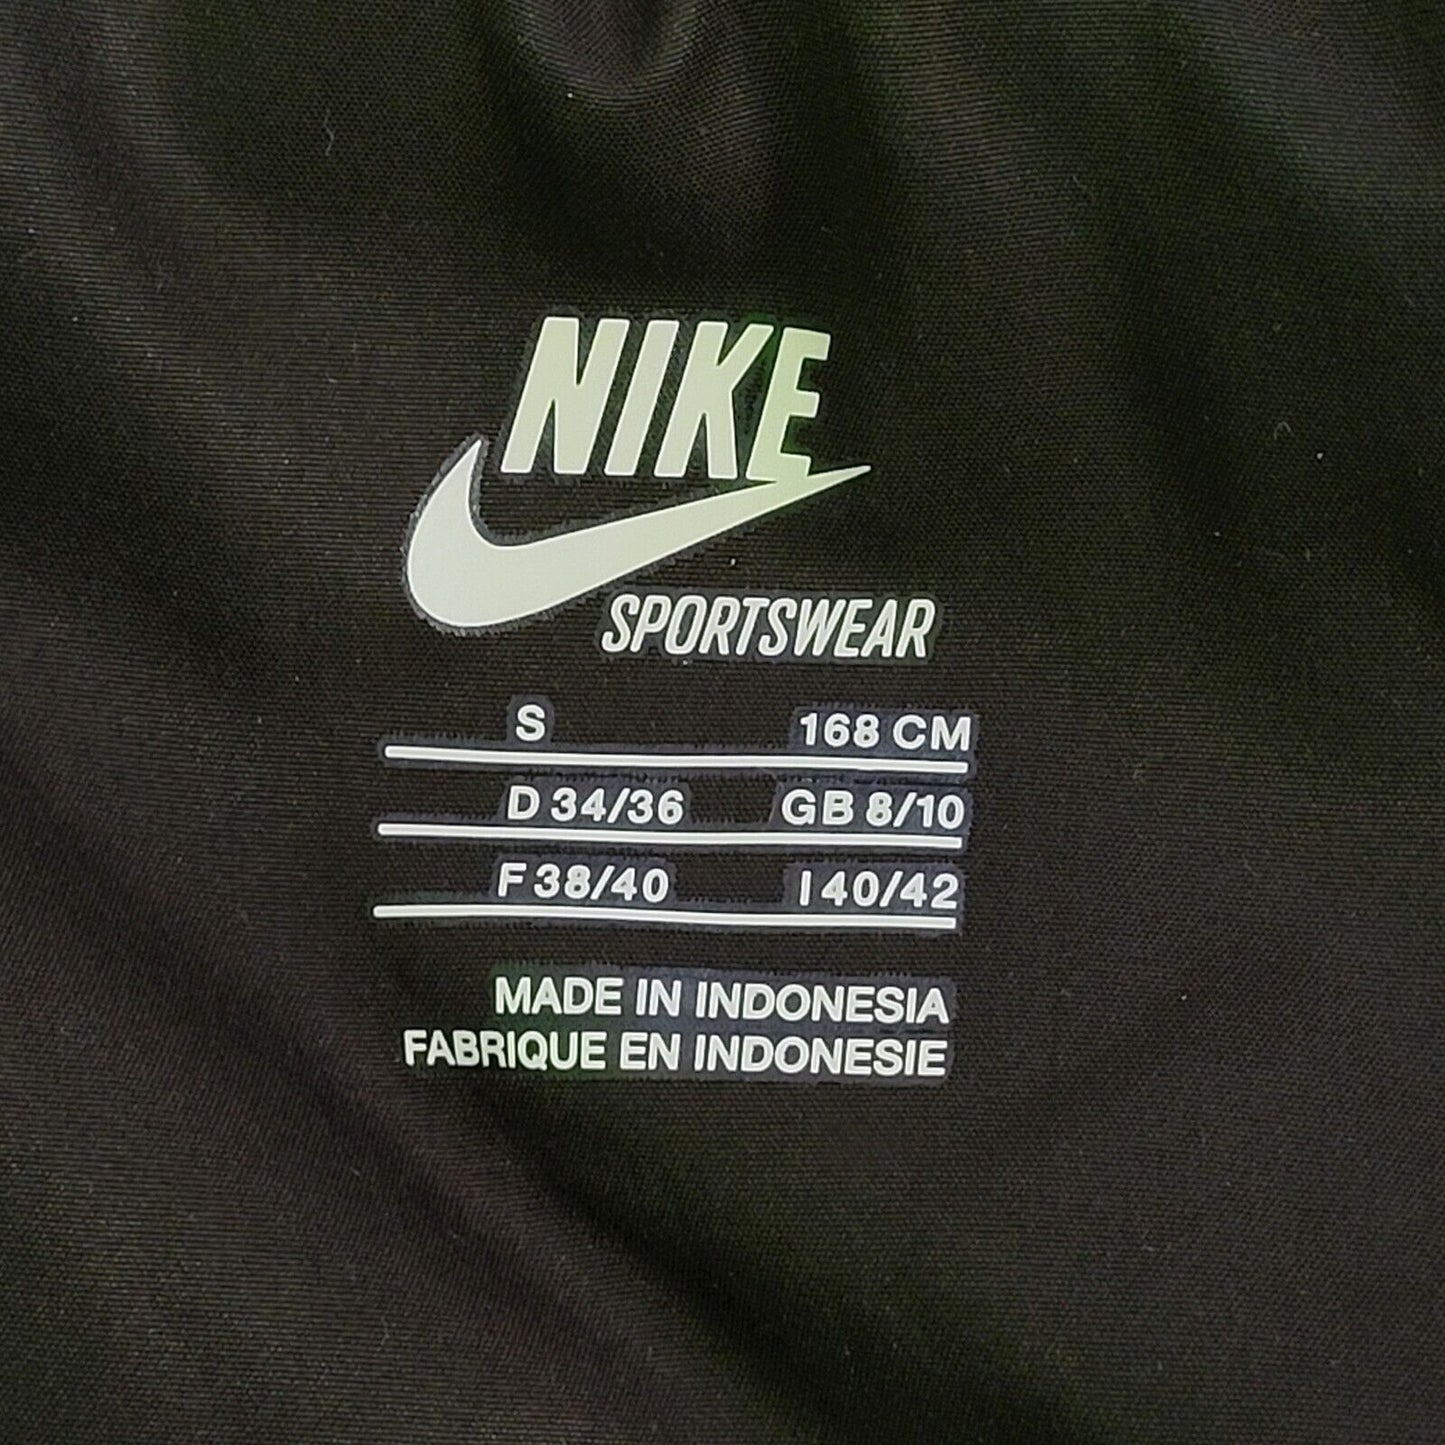 NIKE
SPORTSWEAR
S 168 CM
D 34/36 GB 8/10
F 38/40 I 40/42
MADE IN INDONESIA
FABRIQUE EN INDONESIE